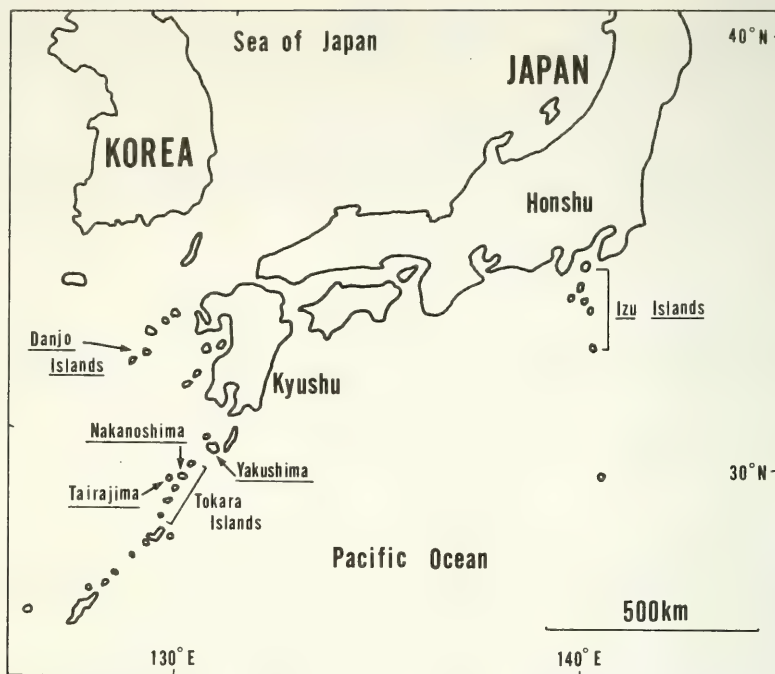 Sea of Japan
40°N
JAPAN
KOREA
Honshu
Izu Islands
Danjo
Islands
Kyushu
Nakanoshima
Yakushima
30°N
Tairajima
Tokara
Islands
Pacific Ocean
500km
130°E
140°E